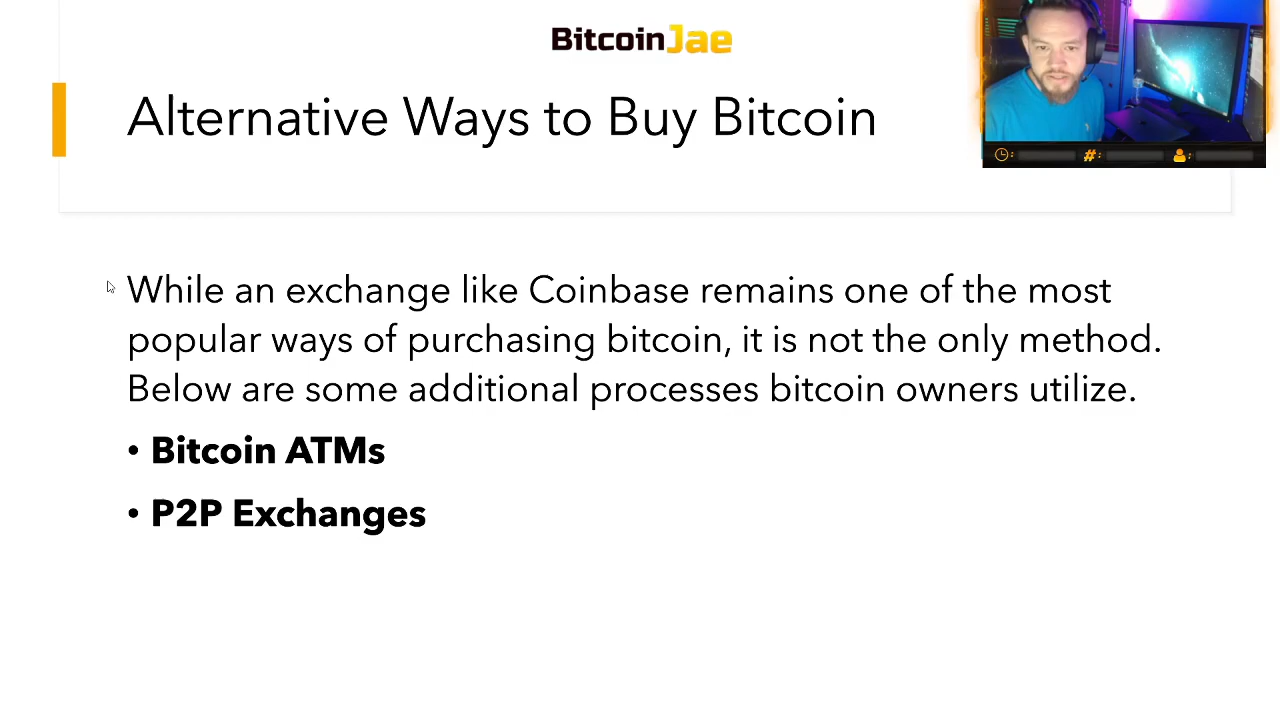 BitcoinJae
Alternative Ways to Buy Bitcoin
#:
While an exchange like Coinbase remains one of the most
popular ways of purchasing bitcoin, it is not the only method.
Below are some additional processes bitcoin owners utilize.
• Bitcoin ATMs
• P2P Exchanges